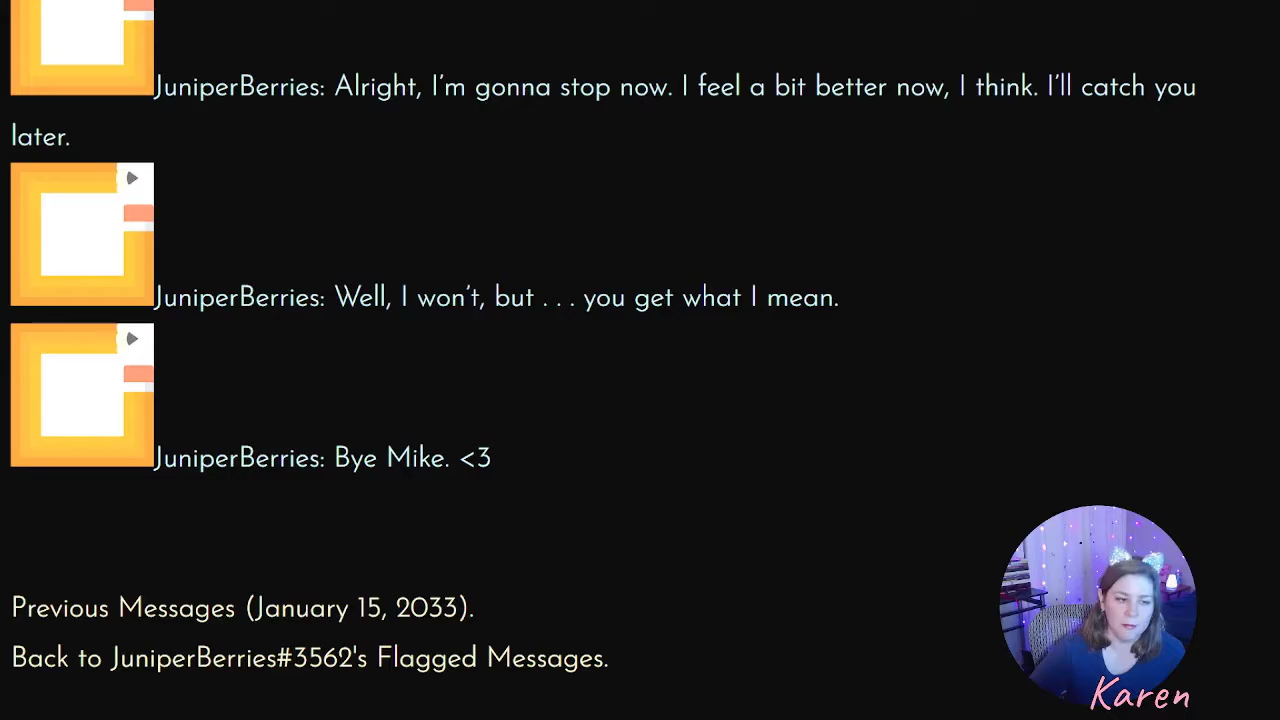 JuniperBerries: Alright, I’m gonna stop now. I feel a bit better now, I think. I’ll catch you
later.
JuniperBerries: Well, I won’t, but . . . you get what I mean.
JuniperBerries: Bye Mike. <3
Previous Messages (January 15, 2033).
Back to JuniperBerries#3562's Flagged Messages.
Karen